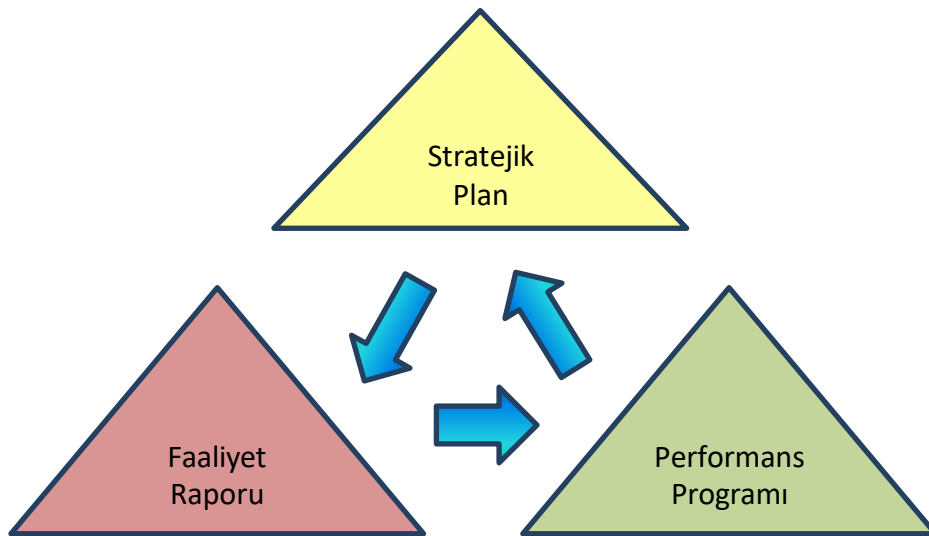 Stratejik
Plan
Faaliyet
Raporu
Performans
Programı